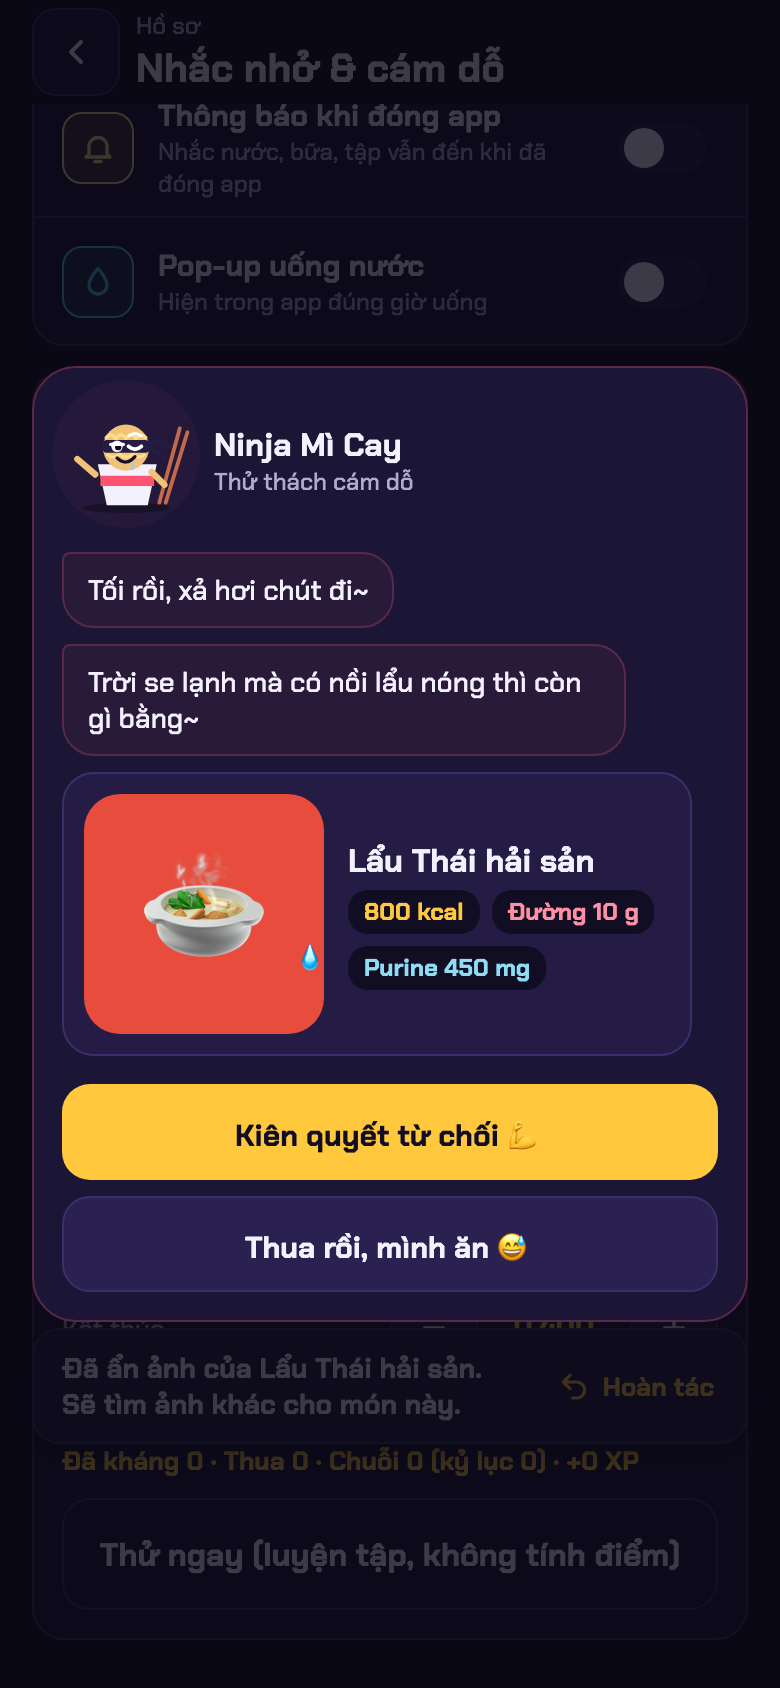 Hồ sơ
Nhắc nhở & cám dỗ
Thông báo khi đóng app
Nhắc nước, bữa, tập vẫn đến khi đã
đóng app
Pop-up uống nước
Hiện trong app đúng giờ uống
Ninja Mì Cay
Thử thách cám dỗ
Tối rồi, xả hơi chút đi~
Trời se lạnh mà có nồi lẩu nóng thì còn
gì bằng~
Lẩu Thái hải sản
800 kcal
Đường 10 g
Purine 450 mg
Kiên quyết từ chối 💪
Thua rồi, mình ăn 😅
Đã ẩn ảnh của Lẩu Thái hải sản.
Sẽ tìm ảnh khác cho món này.
Hoàn tác
Đã kháng 0 · Thua 0 · Chuỗi 0 (kỷ lục 0) · +0 XP
Thử ngay (luyện tập, không tính điểm)